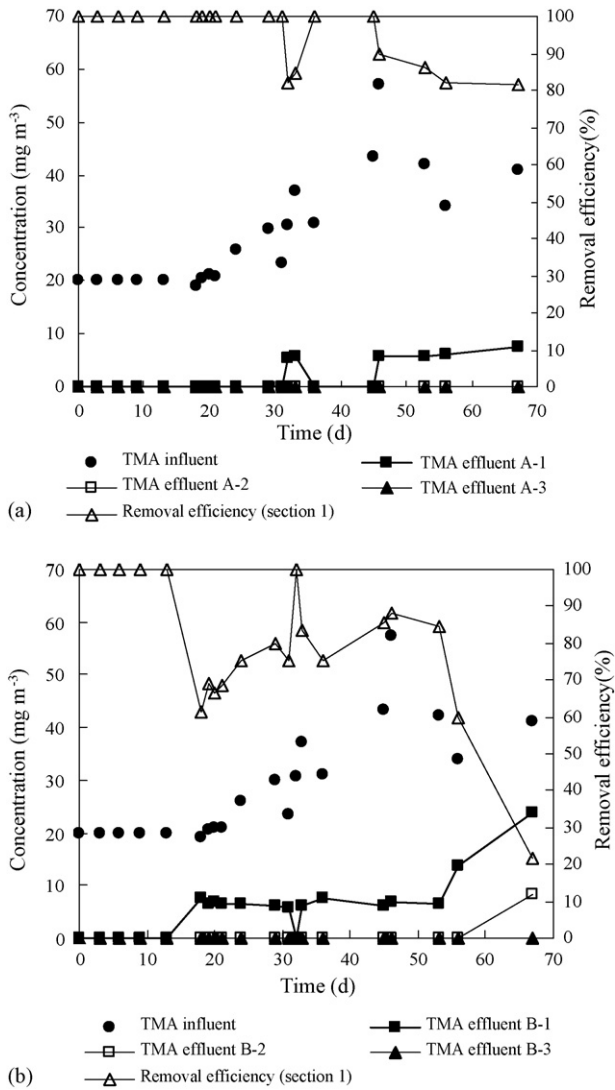 70
100
60
90
80
50
70
40
60
50
30
40
20
30
20
10
10
0
0
0 10 20 30 40 50 60 70
Concentration (mg m-3)
Removal efficiency(%)
Time (d)
TMA influent
TMA effluent A-1
TMA effluent A-2
TMA effluent A-3
(a)
Removal efficiency (section 1)
70
100
60
90
80
50
70
40
60
50
30
40
20
30
20
10
10
0
0
0 10 20 30 40 50 60 70
Concentration (mg m-3)
Removal efficiency(%)
Time (d)
TMA influent
TMA effluent B-1
TMA effluent B-2
TMA effluent B-3
(b)
Removal efficiency (section 1)